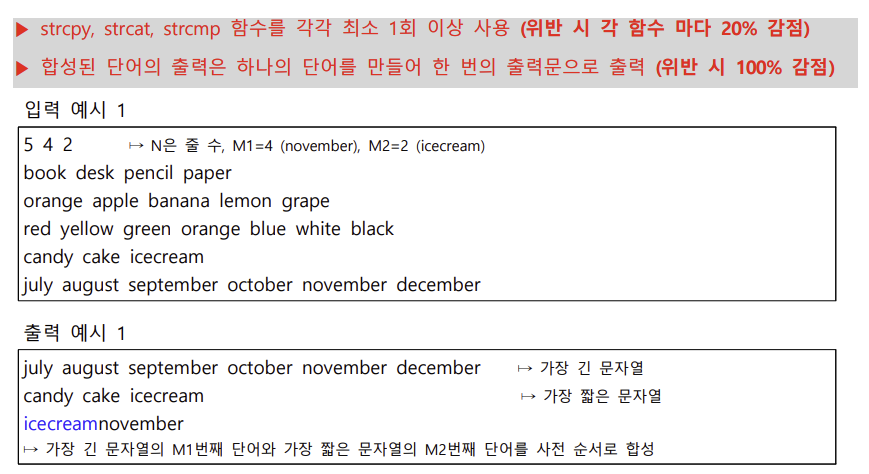 ▶ strcpy, strcat, strcmp 함수를 각각 최소 1회 이상 사용 (위반 시 각 함수 마다 20% 감점)
▶ 합성된 단어의 출력은 하나의 단어를 만들어 한 번의 출력문으로 출력 (위반 시 100% 감점)
입력 예시 1
5 4 2 ↦ N은 줄 수, M1=4 (november), M2=2 (icecream)
book desk pencil paper
orange apple banana lemon grape
red yellow green orange blue white black
candy cake icecream
july august september october november december
출력 예시 1
july august september october november december ↦ 가장 긴 문자열
candy cake icecream ↦ 가장 짧은 문자열
icecreamnovember
↦ 가장 긴 문자열의 M1번째 단어와 가장 짧은 문자열의 M2번째 단어를 사전 순서로 합성